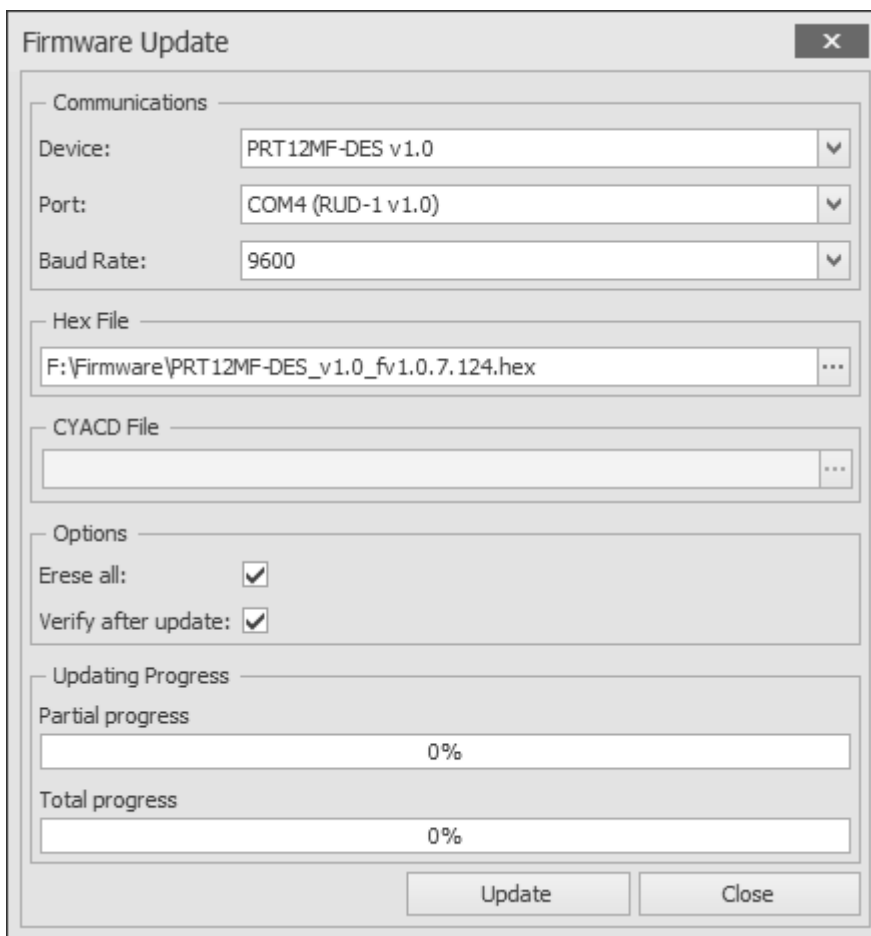 Firmware Update
Communications
Device: PRT12MF-DES v1.0
Port: COM4 (RUD-1 v1.0)
Baud Rate: 9600
Hex File
F:\Firmware\PRT12MF-DES_v1.0_fv1.0.7.124.hex ...
CYACD File
...
Options
Erese all:
Verify after update:
Updating Progress
Partial progress
0%
Total progress
0%
Update Close